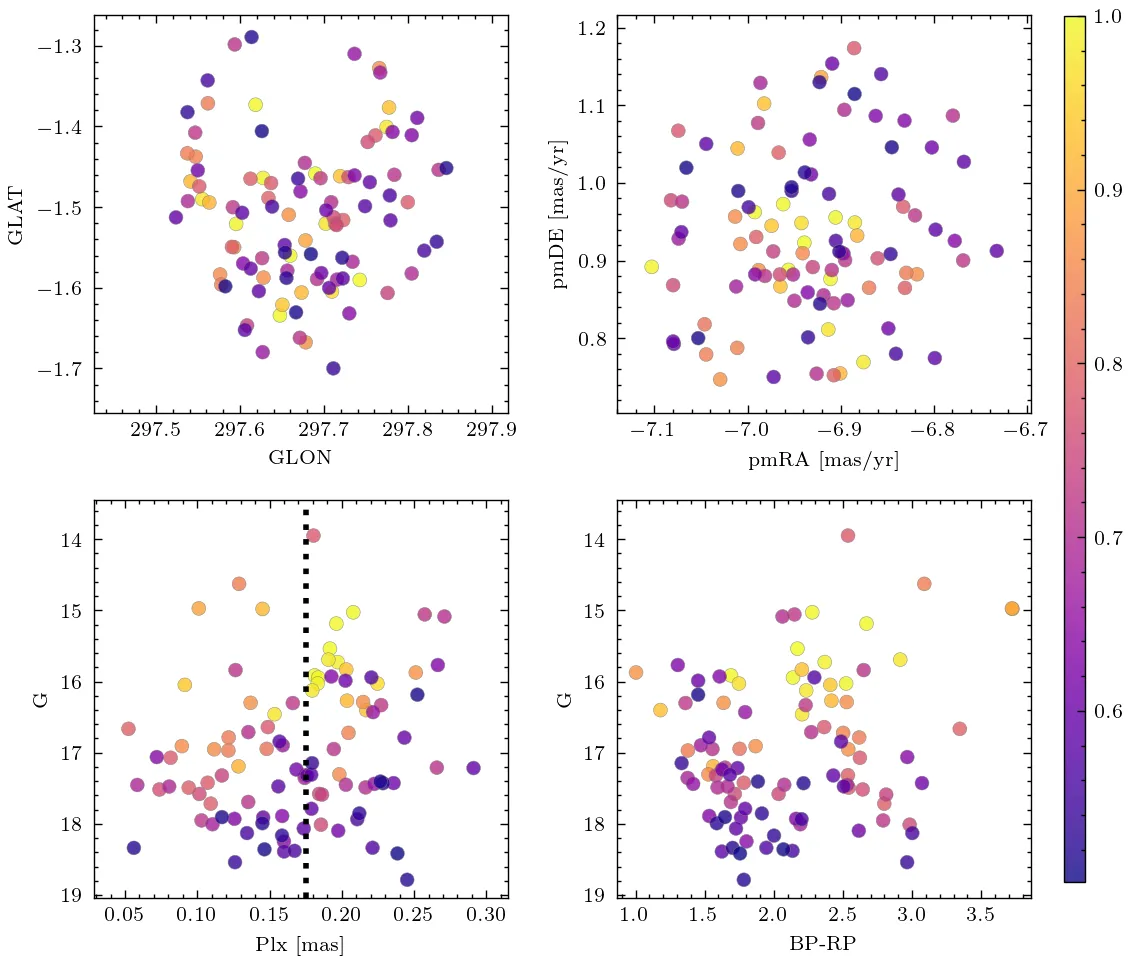 −1.3
−1.4
−1.5
−1.6
−1.7
GLAT
297.5 297.6 297.7 297.8 297.9
GLON
1.2
1.1
1.0
0.9
0.8
pmDE [mas/yr]
−7.1 −7.0 −6.9 −6.8 −6.7
pmRA [mas/yr]
14
15
16
17
18
19
G
0.05 0.10 0.15 0.20 0.25 0.30
Plx [mas]
14
15
16
17
18
19
G
1.0 1.5 2.0 2.5 3.0 3.5
BP-RP
1.0
0.9
0.8
0.7
0.6